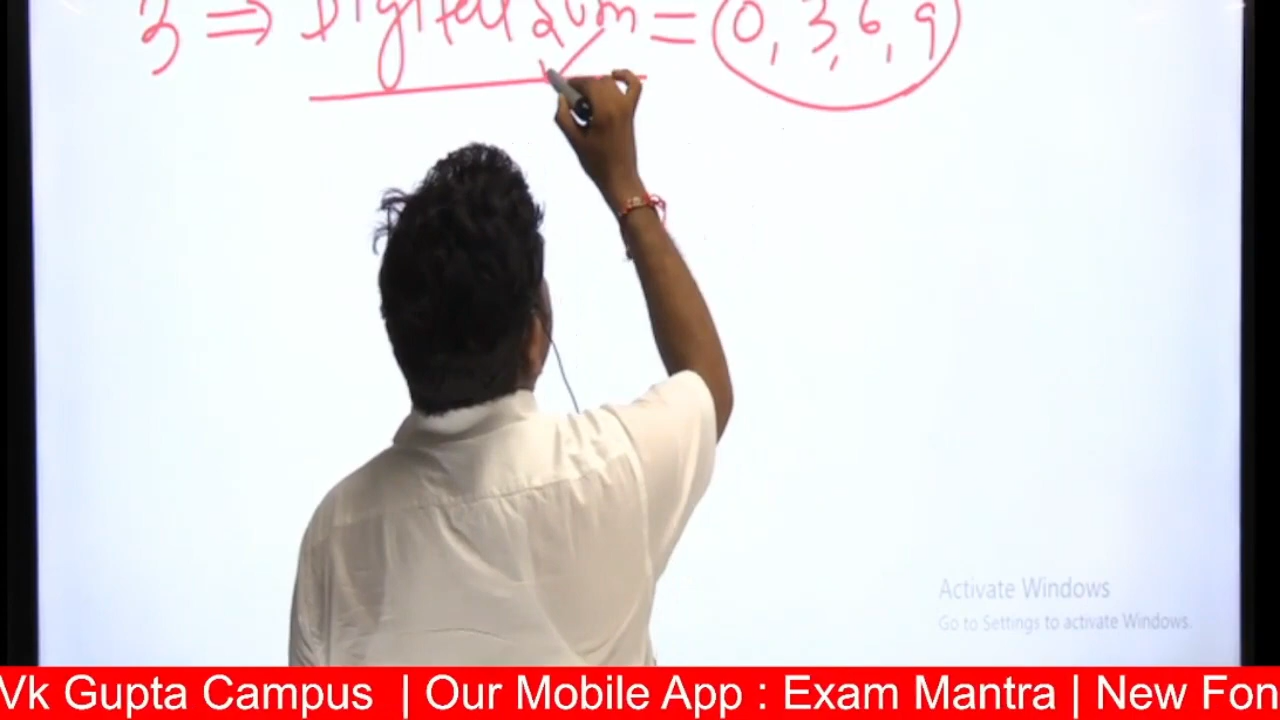 3 ⇒ Digital Sum = 0, 3, 6, 9
Activate Windows
Go to Settings to activate Windows.
Vk Gupta Campus | Our Mobile App : Exam Mantra | New Fon